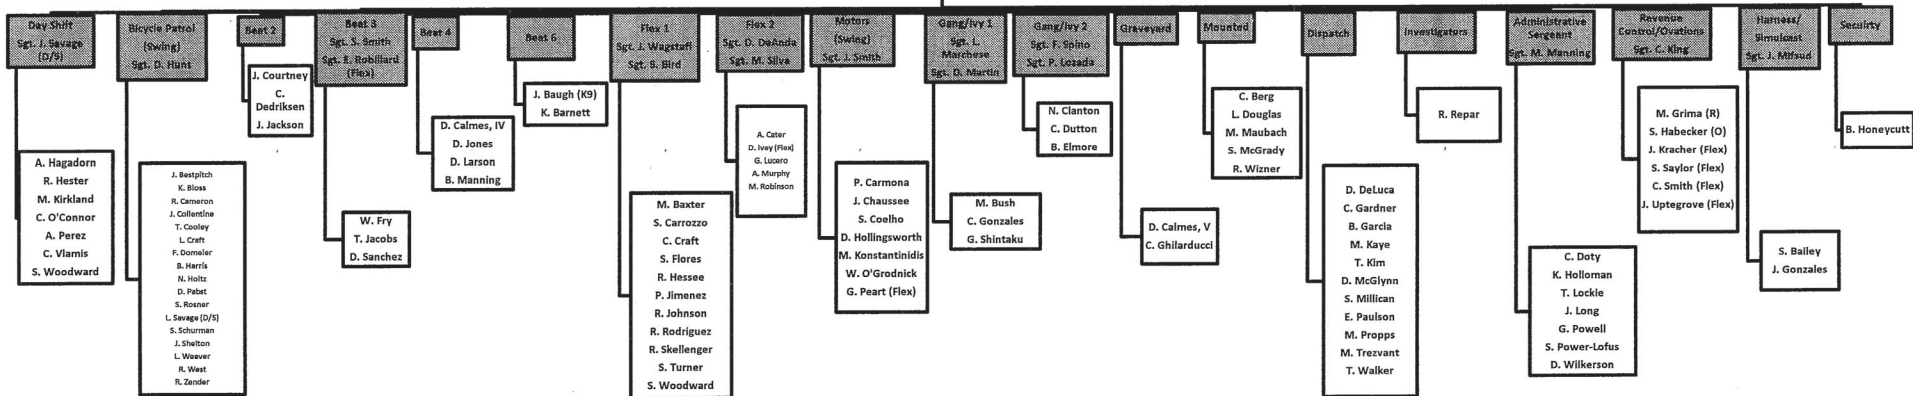 Day Shift
Sgt. J. Savage
(D/S)
A. Hagadorn
R. Hester
M. Kirkland
C. O'Connor
A. Perez
C. Vlamis
S. Woodward
Bicycle Patrol
(Swing)
Sgt. D. Huns
J. Bestpitch
K. Bloss
R. Cameron
J. Collentine
T. Cooley
L. Craft
F. Domeier
B. Harris
N. Holtz
D. Pabst
S. Rosner
L. Savage (D/S)
S. Schurman
J. Shelton
L. Weaver
R. West
R. Zender
Beat 2
J. Courtney
C.
Dedriksen
J. Jackson
Beat 3
Sgt. S. Smith
Sgt. E. Robillard
(Flex)
W. Fry
T. Jacobs
D. Sanchez
Beat 4
D. Calmes, IV
D. Jones
D. Larson
B. Manning
Beat 6
J. Baugh (K9)
K. Barnett
Flex 1
Sgt. J. Wagstaff
Sgt. B. Bird
M. Baxter
S. Carrozzo
C. Craft
S. Flores
R. Hessee
P. Jimenez
R. Johnson
R. Rodriguez
R. Skellenger
S. Turner
S. Woodward
Flex 2
Sgt. D. DeAnda
Sgt. M. Silva
A. Cater
D. Ivey (Flex)
G. Lucero
A. Murphy
M. Robinson
Motors
(Swing)
Sgt. J. Smith
P. Carmona
J. Chaussee
S. Coelho
D. Hollingsworth
M. Konstantinidis
W. O'Grodnick
G. Peart (Flex)
Gang/Ivy 1
Sgt. L.
Marchese
Sgt. D. Martin
M. Bush
C. Gonzales
G. Shintaku
Gang/Ivy 2
Sgt. F. Spino
Sgt. P. Lozada
N. Clanton
C. Dutton
B. Elmore
Graveyard
D. Calmes, V
C. Ghilarducci
Mounted
C. Berg
L. Douglas
M. Maubach
S. McGrady
R. Wizner
Dispatch
D. DeLuca
C. Gardner
B. Garcia
M. Kaye
T. Kim
D. McGlynn
S. Millican
E. Paulson
M. Propps
M. Trezvant
T. Walker
Investigators
R. Repar
Administrative
Sergeant
Sgt. M. Manning
C. Doty
K. Holloman
T. Lockie
J. Long
G. Powell
S. Power-Lofus
D. Wilkerson
Revenue
Control/Ovations
Sgt. C. King
M. Grima (R)
S. Habecker (O)
J. Kracher (Flex)
S. Saylor (Flex)
C. Smith (Flex)
J. Uptegrove (Flex)
Harness/
Simulcast
Sgt. J. Mifsud
S. Bailey
J. Gonzales
Secuirty
B. Honeycutt